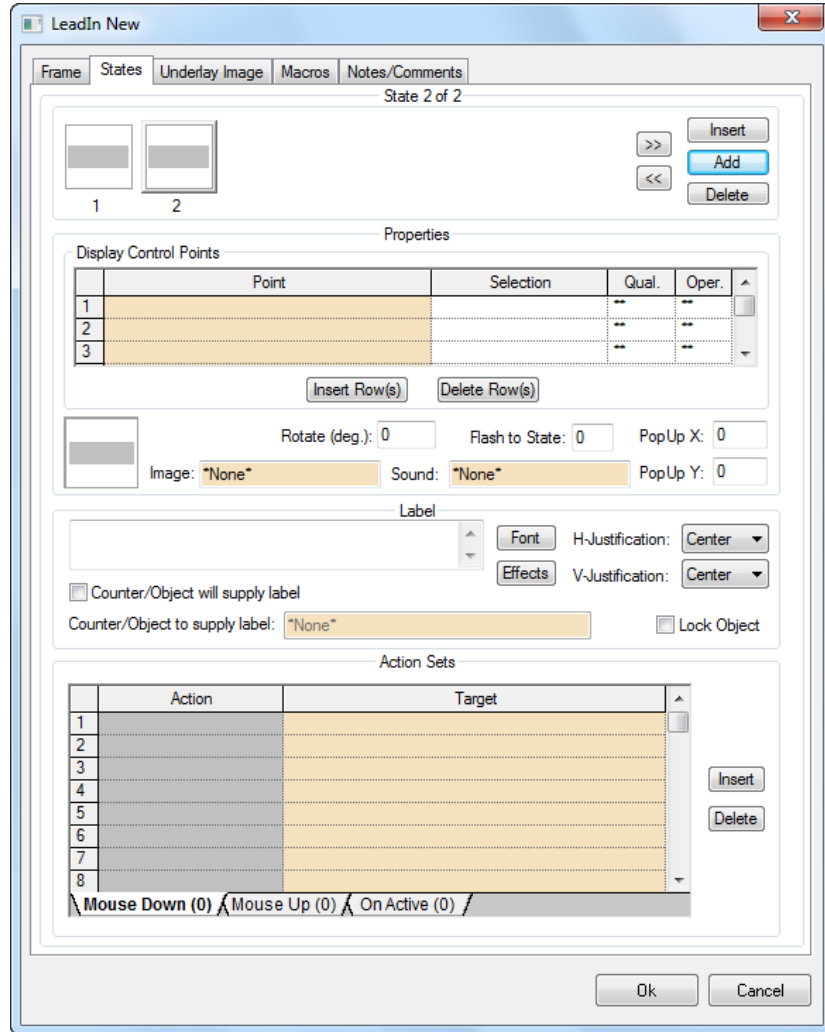 LeadIn New
x
Frame States Underlay Image Macros Notes/Comments
State 2 of 2
>> Insert
Add
<< Delete
1 2
Properties
Display Control Points
Point Selection Qual. Oper.
1 ** **
2 ** **
3 ** **
Insert Row(s) Delete Row(s)
Rotate (deg.): 0 Flash to State: 0 PopUp X: 0
Image: *None* Sound: *None* PopUp Y: 0
Label
Font H-Justification: Center
Effects V-Justification: Center
Counter/Object will supply label
Counter/Object to supply label: *None* Lock Object
Action Sets
Action Target
1
2
3
4 Insert
5 Delete
6
7
8
Mouse Down (0) Mouse Up (0) On Active (0)
Ok Cancel